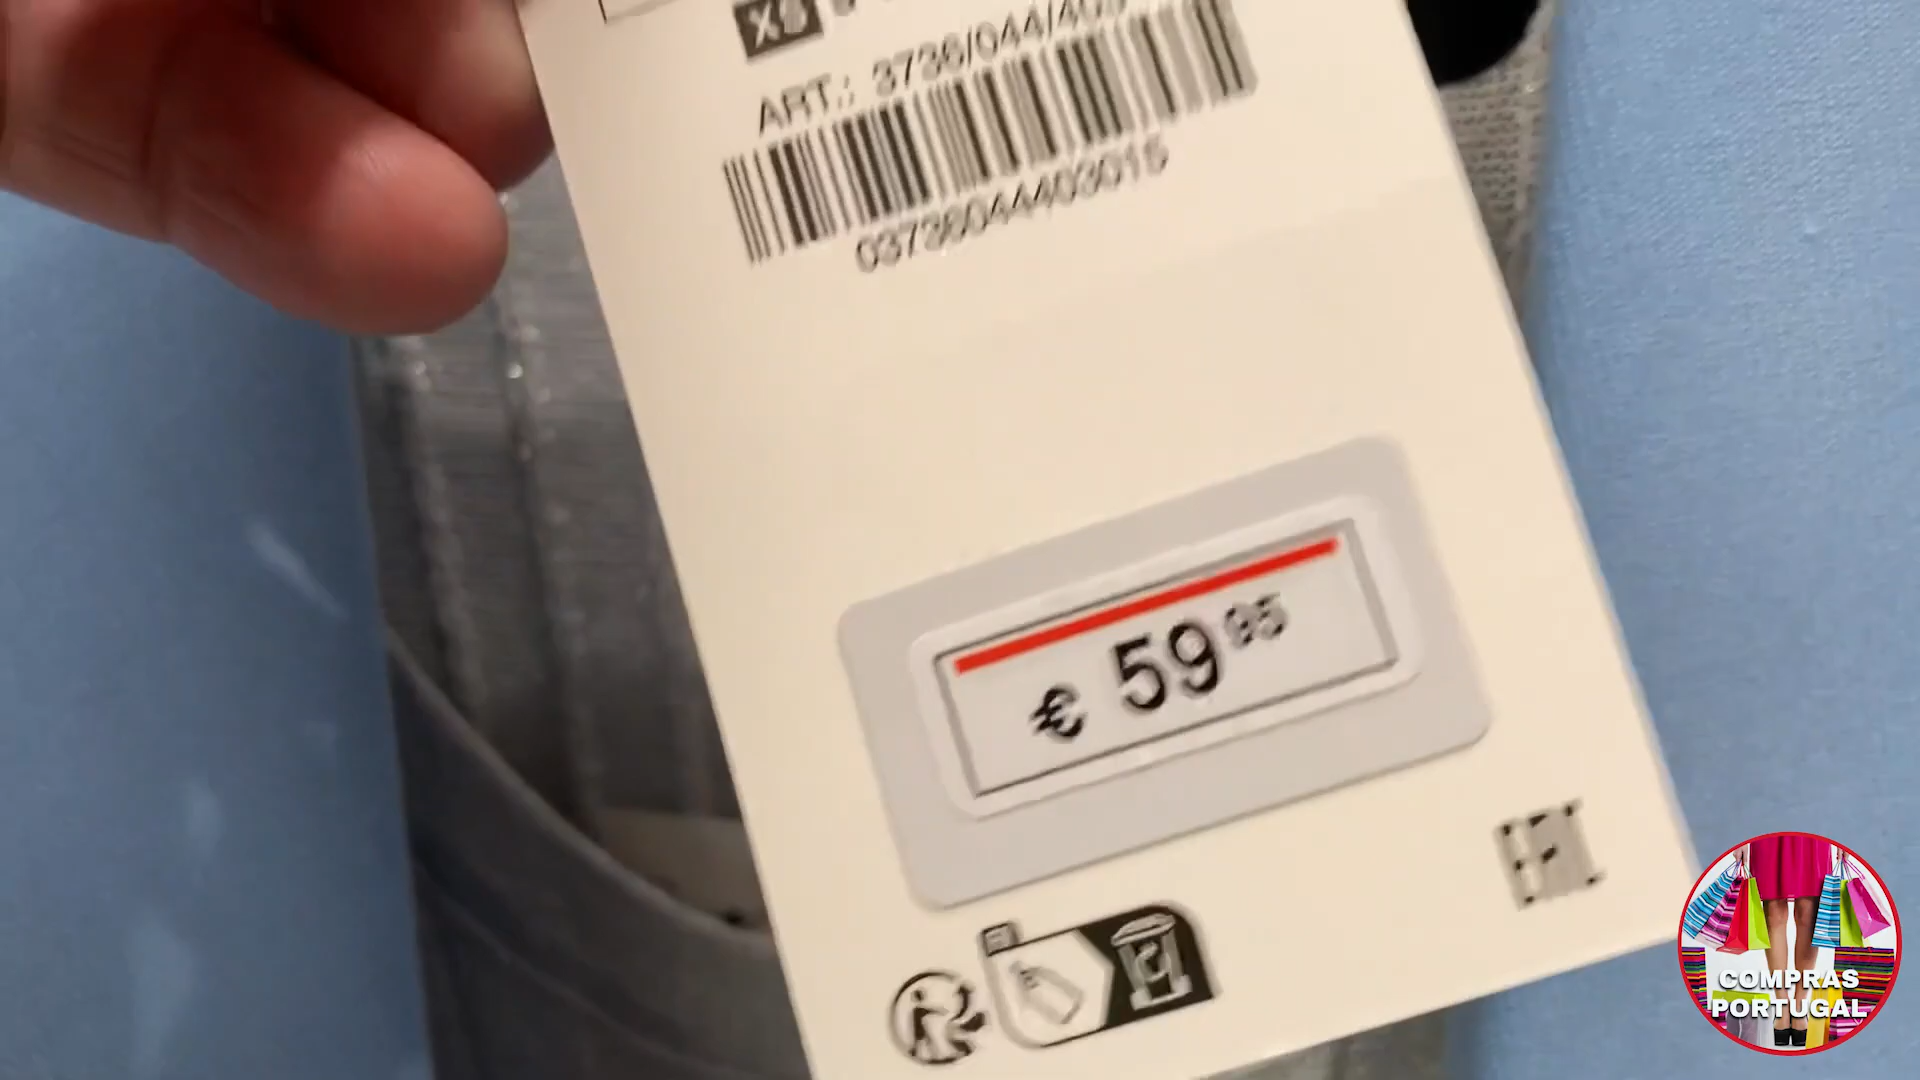 XS
ART.: 3736/044/403
03736044403015
€ 59 95
COMPRAS
PORTUGAL